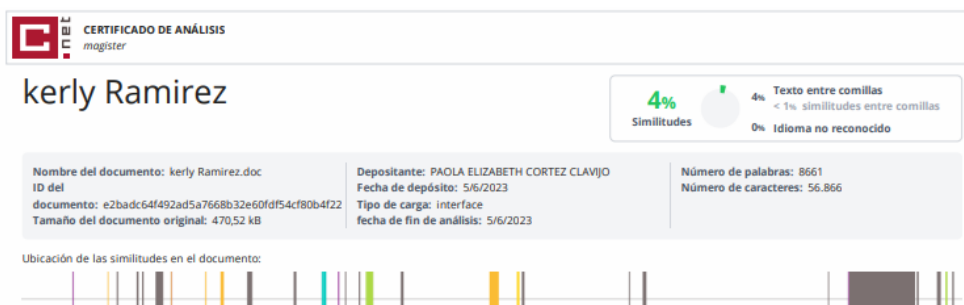 C .net
CERTIFICADO DE ANÁLISIS
magister
kerly Ramirez
4%
Similitudes
4% Texto entre comillas
< 1% similitudes entre comillas
0% Idioma no reconocido
Nombre del documento: kerly Ramirez.doc
ID del
documento: e2badc64f492ad5a7668b32e60fdf54cf80b4f22
Tamaño del documento original: 470,52 kB
Depositante: PAOLA ELIZABETH CORTEZ CLAVIJO
Fecha de depósito: 5/6/2023
Tipo de carga: interface
fecha de fin de análisis: 5/6/2023
Número de palabras: 8661
Número de caracteres: 56.866
Ubicación de las similitudes en el documento: